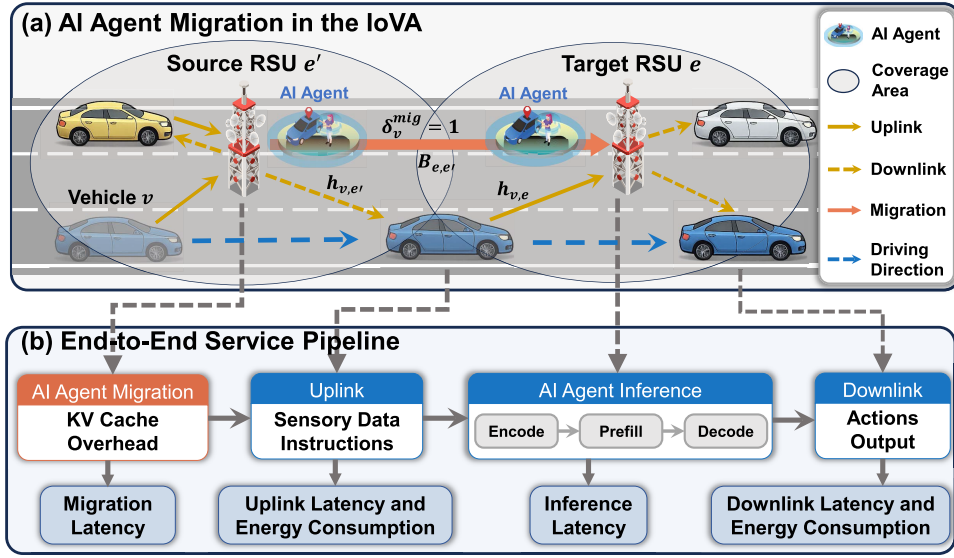 (a) AI Agent Migration in the IoVA
Source RSU e′
Target RSU e
AI Agent
AI Agent
δ_v^{mig} = 1
B_{e,e′}
h_{v,e′}
h_{v,e}
Vehicle v
AI Agent
Coverage
Area
Uplink
Downlink
Migration
Driving
Direction
(b) End-to-End Service Pipeline
AI Agent Migration
KV Cache
Overhead
Uplink
Sensory Data
Instructions
AI Agent Inference
Encode
Prefill
Decode
Downlink
Actions
Output
Migration
Latency
Uplink Latency and
Energy Consumption
Inference
Latency
Downlink Latency and
Energy Consumption